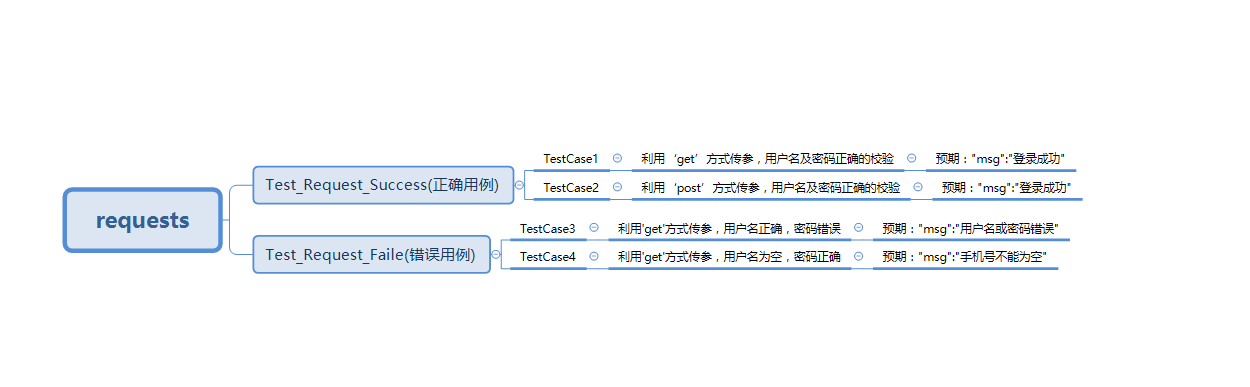 requests
Test_Request_Success(正确用例)
TestCase1 利用‘get’方式传参，用户名及密码正确的校验 预期："msg":"登录成功"
TestCase2 利用‘post’方式传参，用户名及密码正确的校验 预期："msg":"登录成功"
Test_Request_Faile(错误用例)
TestCase3 利用'get'方式传参，用户名正确，密码错误 预期："msg":"用户名或密码错误"
TestCase4 利用'get'方式传参，用户名为空，密码正确 预期："msg":"手机号不能为空"